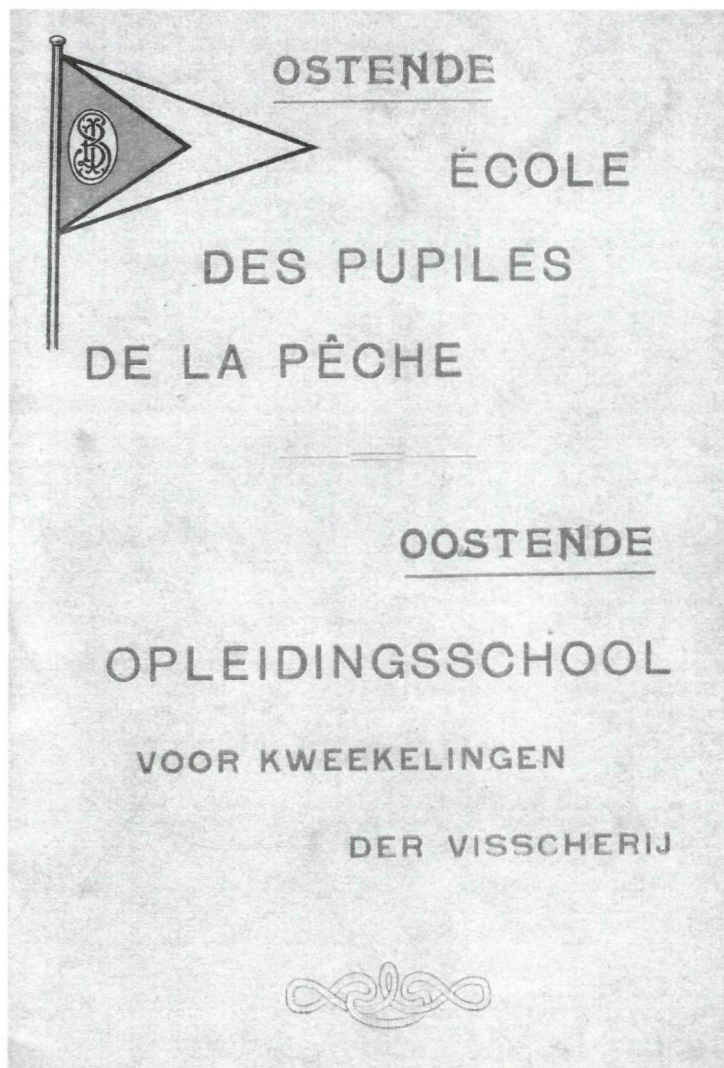 OSTENDE
ÉCOLE
DES PUPILES
DE LA PÊCHE
OOSTENDE
OPLEIDINGSSCHOOL
VOOR KWEEKELINGEN
DER VISSCHERIJ